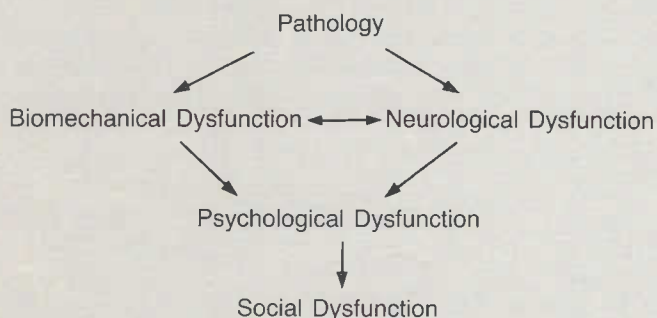 Pathology
Biomechanical Dysfunction Neurological Dysfunction
Psychological Dysfunction
Social Dysfunction